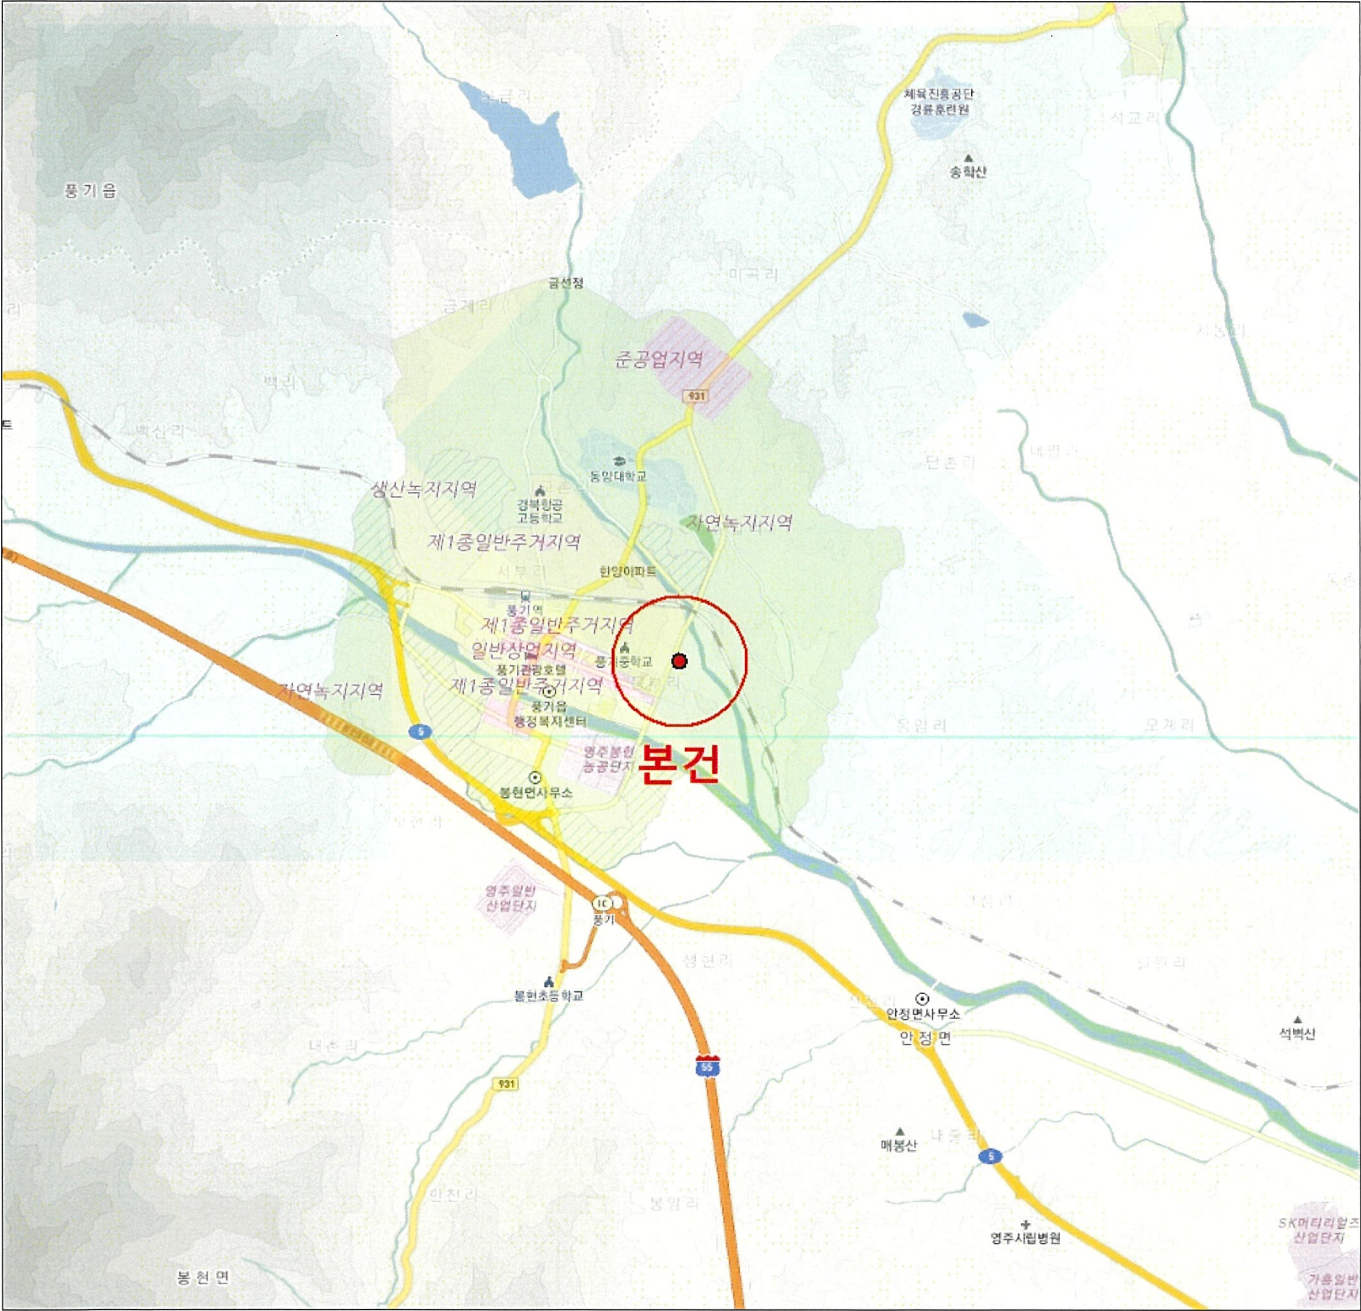 체육진흥공단
경륜훈련원
석교리
송학산
풍기읍
미곡리
금선정
금계리
리
준공업지역
백리
931
백신리
트
동양대학교
생산녹지지역
경북항공
고등학교
자연녹지지역
제1종일반주거지역
한양아파트
서부리
풍기역
제1종일반주거지역
일반상업지역
풍기중학교
풍기관광호텔
제1종일반주거지역
자연녹지지역
풍기읍
행정복지센터
5
영주봉현
농공단지
본건
봉현면사무소
오계리
영주일반
산업단지
IC
풍기
생현리
봉현초등학교
안정면사무소
안정면
석벽산
55
931
매봉산
5
봉암리
영주시립병원
SK머티리얼즈
산업단지
봉현면
가흥일반
산업단지